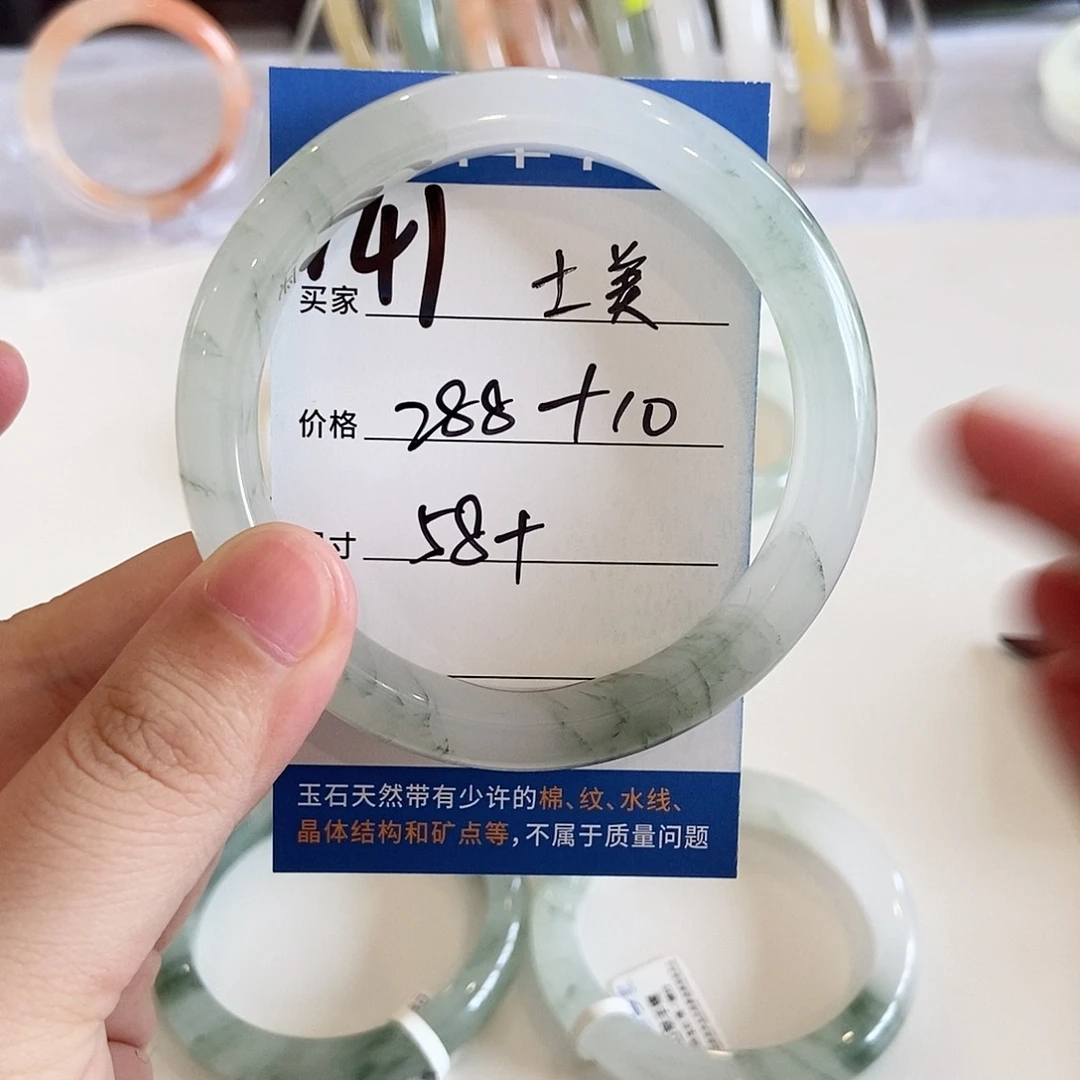 买家 141 土美
价格 288+10
寸 58+
玉石天然带有少许的棉、纹、水线、
晶体结构和矿点等,不属于质量问题